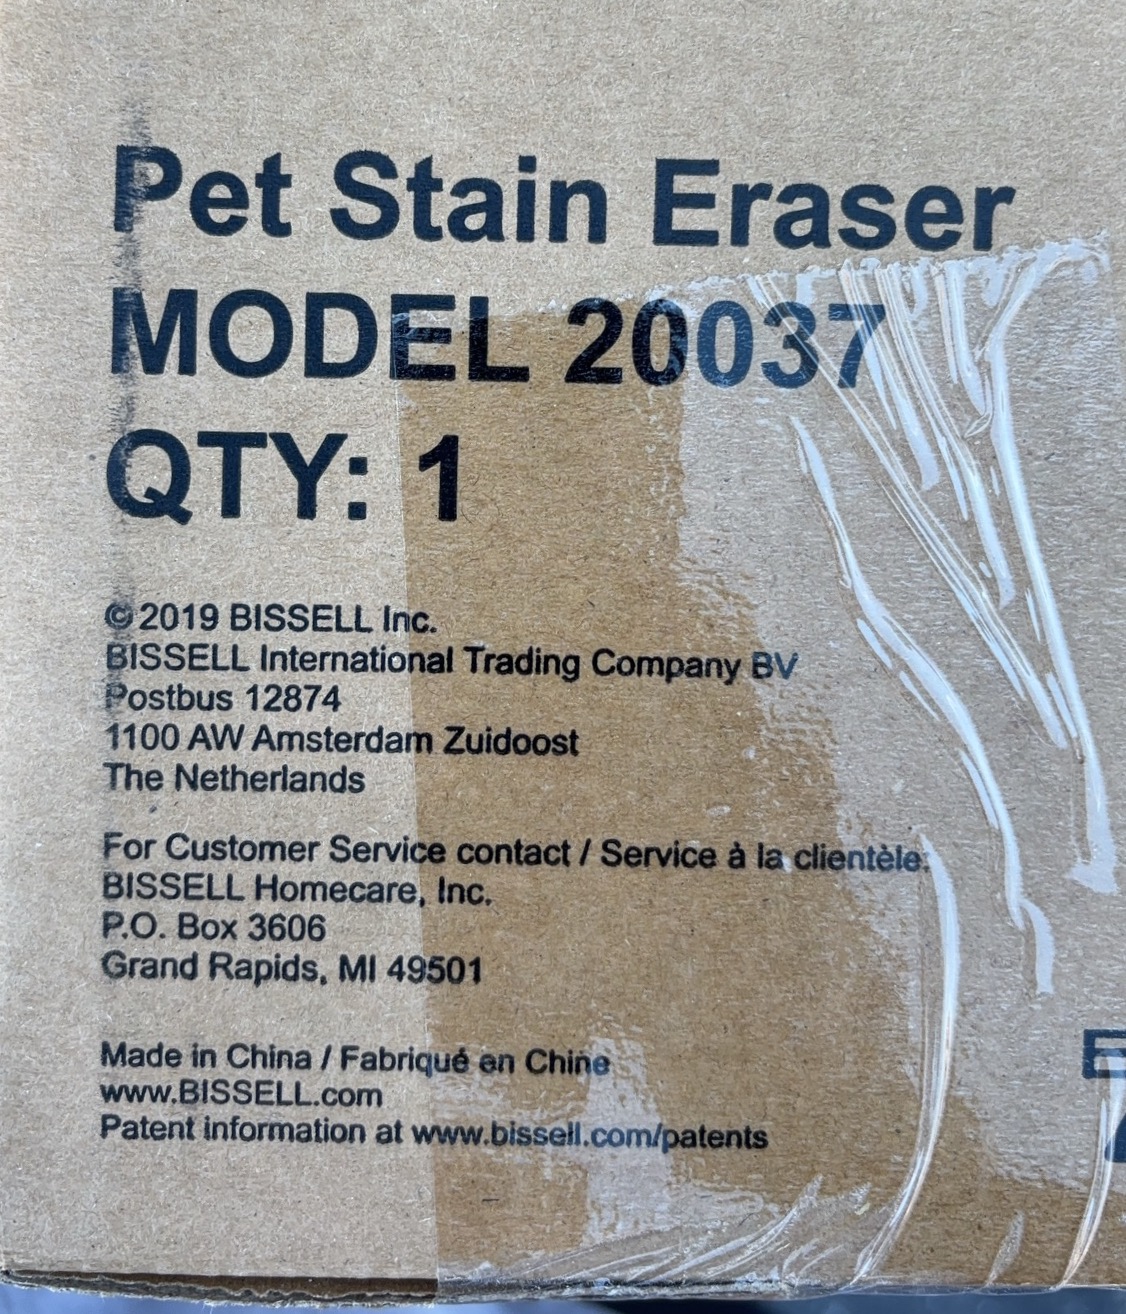 Pet Stain Eraser
MODEL 20037
QTY: 1
© 2019 BISSELL Inc.
BISSELL International Trading Company BV
Postbus 12874
1100 AW Amsterdam Zuidoost
The Netherlands
For Customer Service contact / Service à la clientèle:
BISSELL Homecare, Inc.
P.O. Box 3606
Grand Rapids, MI 49501
Made in China / Fabriqué en Chine
www.BISSELL.com
Patent information at www.bissell.com/patents